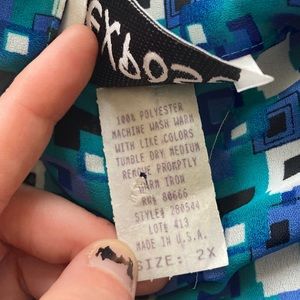 100% POLYESTER
MACHINE WASH WARM
WITH LIKE COLORS
TUMBLE DRY MEDIUM
REMOVE PROMPTLY
WARM IRON
RN# 80666
STYLE# 280544
LOT# 413
MADE IN U.S.A.
SIZE: 2X